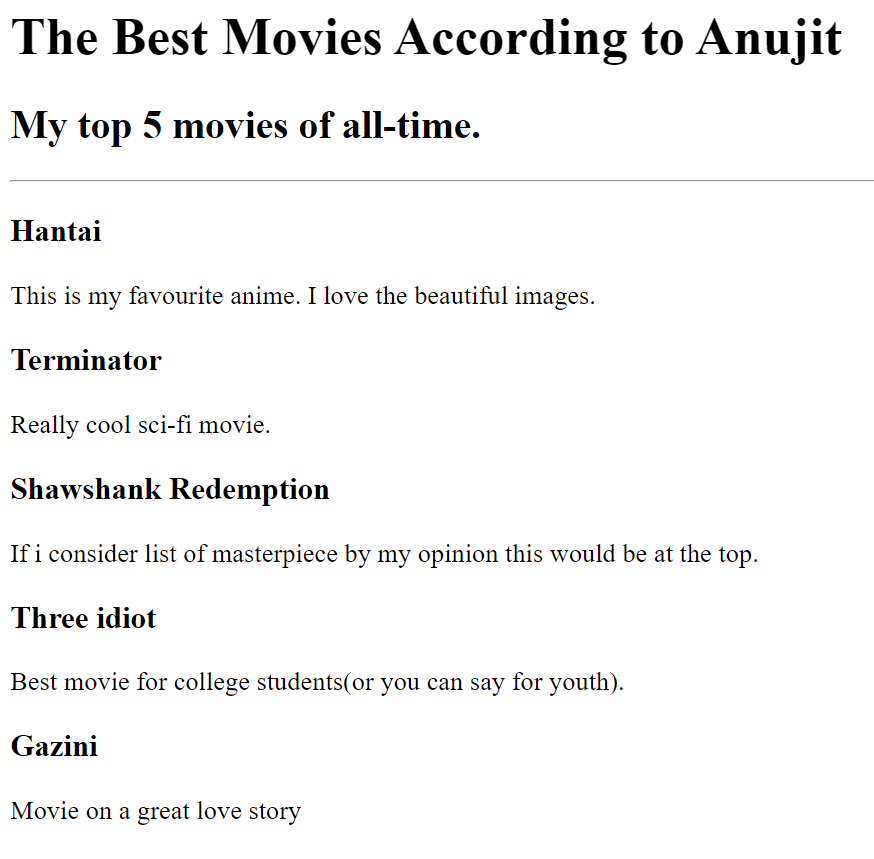 The Best Movies According to Anujit
My top 5 movies of all-time.
Hantai
This is my favourite anime. I love the beautiful images.
Terminator
Really cool sci-fi movie.
Shawshank Redemption
If i consider list of masterpiece by my opinion this would be at the top.
Three idiot
Best movie for college students(or you can say for youth).
Gazini
Movie on a great love story